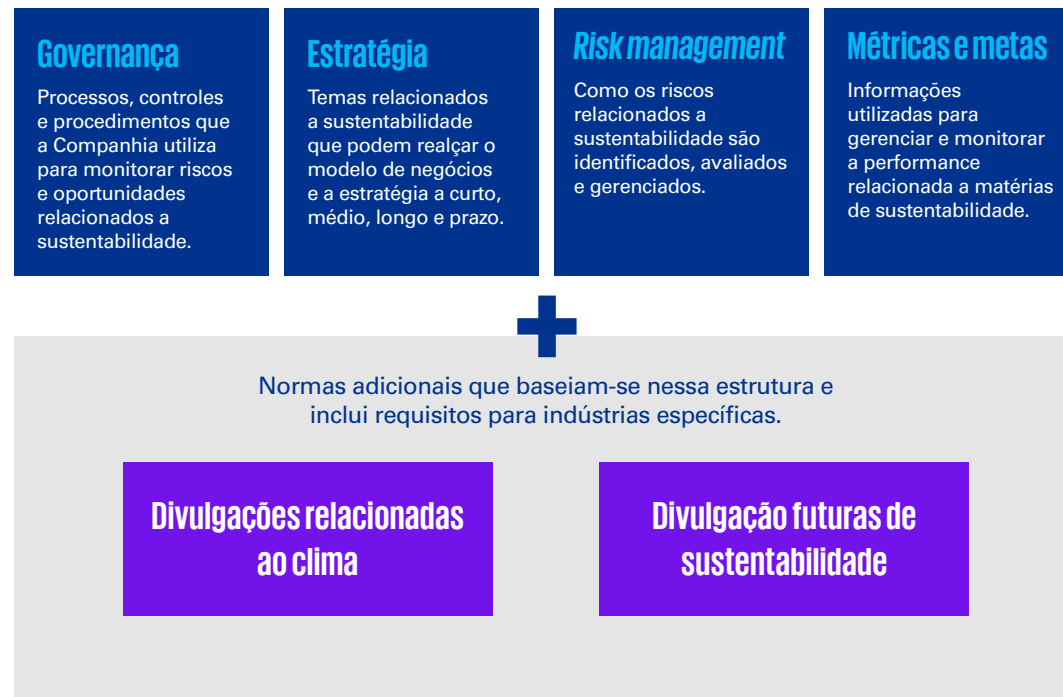 Governança
Processos, controles
e procedimentos que
a Companhia utiliza
para monitorar riscos
e oportunidades
relacionados a
sustentabilidade.
Estratégia
Temas relacionados
a sustentabilidade
que podem realçar o
modelo de negócios
e a estratégia a curto,
médio, longo e prazo.
Risk management
Como os riscos
relacionados a
sustentabilidade são
identificados, avaliados
e gerenciados.
Métricas e metas
Informações
utilizadas para
gerenciar e monitorar
a performance
relacionada a matérias
de sustentabilidade.
Normas adicionais que baseiam-se nessa estrutura e
inclui requisitos para indústrias específicas.
Divulgações relacionadas
ao clima
Divulgação futuras de
sustentabilidade